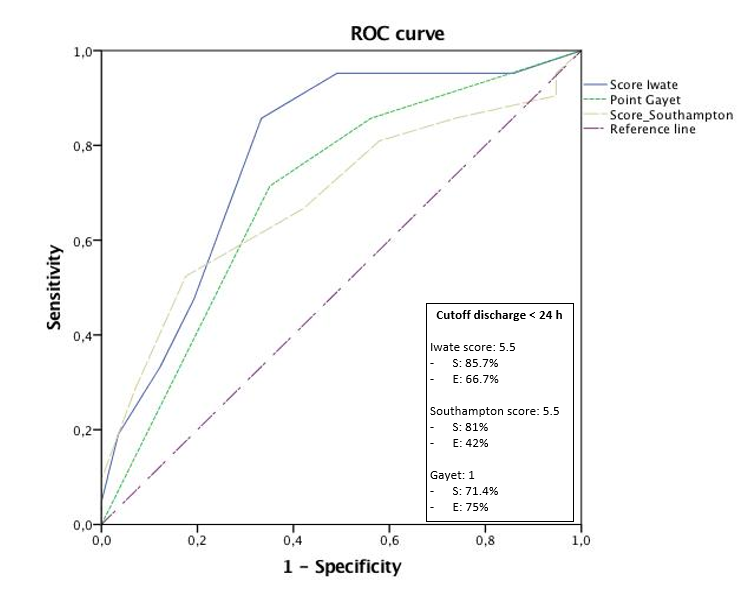 ROC curve
1,0
0,8
0,6
0,4
0,2
0,0
0,0 0,2 0,4 0,6 0,8 1,0
Sensitivity
1 – Specificity
Score Iwate
Point Gayet
Score_Southampton
Reference line
Cutoff discharge < 24 h
Iwate score: 5.5
- S: 85.7%
- E: 66.7%
Southampton score: 5.5
- S: 81%
- E: 42%
Gayet: 1
- S: 71.4%
- E: 75%